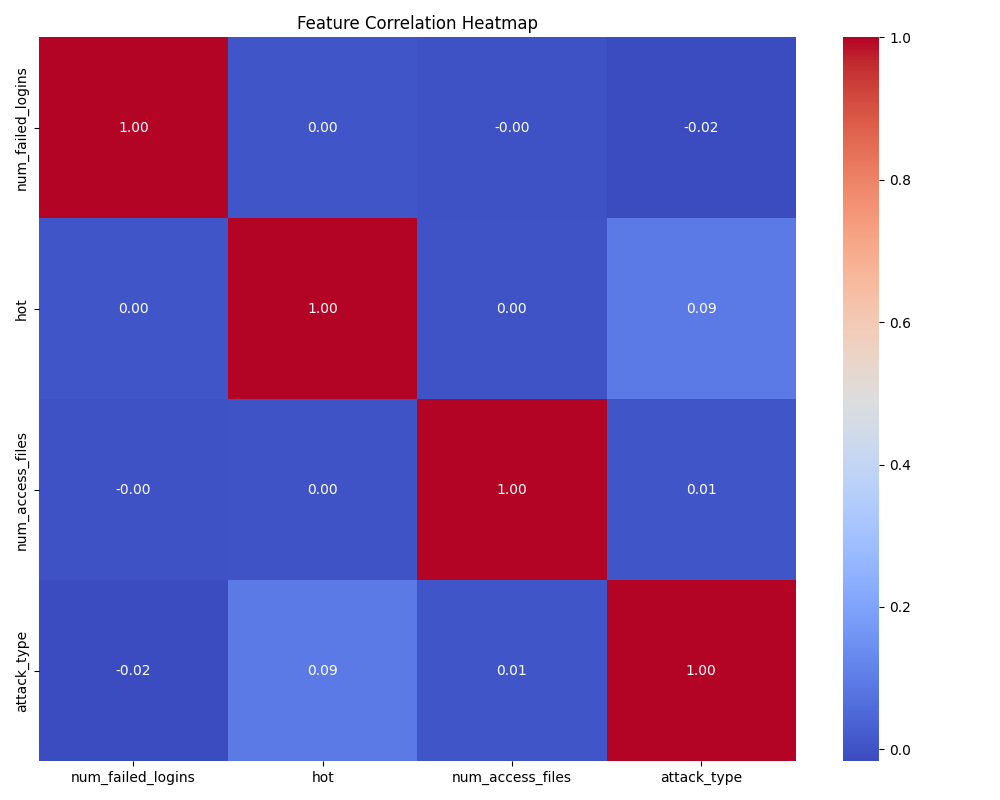 Feature Correlation Heatmap
num_failed_logins
1.00
0.00
-0.00
-0.02
hot
0.00
1.00
0.00
0.09
num_access_files
-0.00
0.00
1.00
0.01
attack_type
-0.02
0.09
0.01
1.00
num_failed_logins
hot
num_access_files
attack_type
1.0
0.8
0.6
0.4
0.2
0.0